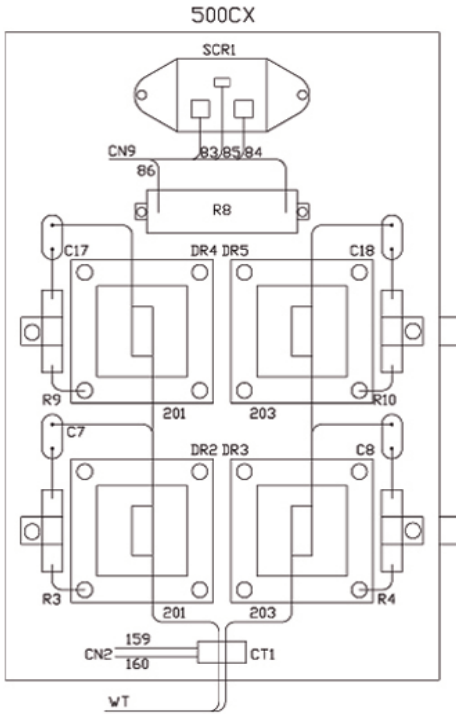 500CX
SCR1
CN9
83 85 84
86
R8
C17 DR4 DR5 C18
R9 R10
201 203
C7 DR2 DR3 C8
R3 R4
201 203
159
CN2 CT1
160
WT